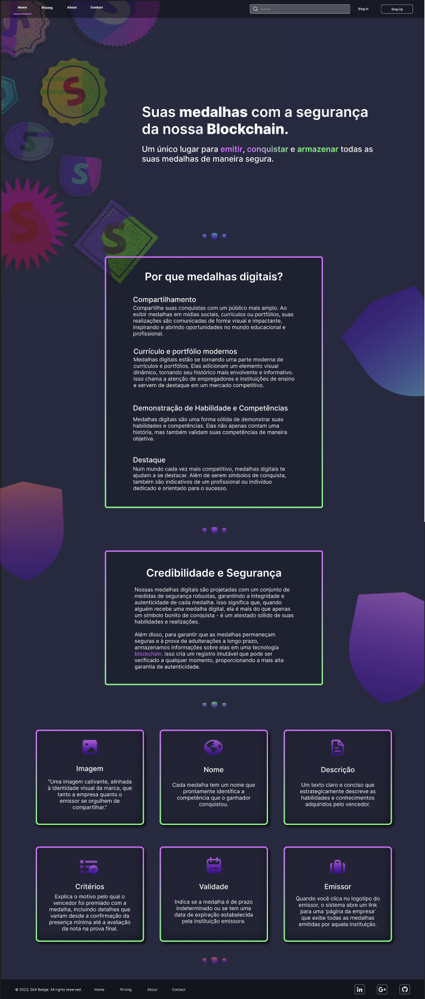 Home Pricing About Contact Buscar Sing In Sing Up
S
S
S
S
S
S
S
Suas medalhas com a segurança
da nossa Blockchain.
Um único lugar para emitir, conquistar e armazenar todas as
suas medalhas de maneira segura.
Por que medalhas digitais?
Compartilhamento
Compartilhe suas conquistas com um público mais amplo. Ao
exibir medalhas em mídias sociais, currículos ou portfólios, suas
realizações são comunicadas de forma visual e impactante,
inspirando e abrindo oportunidades no mundo educacional e
profissional.
Currículo e portfólio modernos
Medalhas digitais estão se tornando uma parte moderna de
currículos e portfólios. Elas adicionam um elemento visual
dinâmico, tornando seu histórico mais envolvente e informativo.
Isso chama a atenção de empregadores e instituições de ensino
e servem de destaque em um mercado competitivo.
Demonstração de Habilidade e Competências
Medalhas digitais são uma forma sólida de demonstrar suas
habilidades e competências. Elas não apenas contam uma
história, mas também validam suas competências de maneira
objetiva.
Destaque
Num mundo cada vez mais competitivo, medalhas digitais te
ajudam a se destacar. Além de serem símbolos de conquista,
também são indicativos de um profissional ou indivíduo
dedicado e orientado para o sucesso.
Credibilidade e Segurança
Nossas medalhas digitais são projetadas com um conjunto de
medidas de segurança robustas, garantindo a integridade e
autenticidade de cada medalha. Isso significa que, quando
alguém recebe uma medalha digital, ela é mais do que apenas
um símbolo bonito de conquista - é um atestado sólido de suas
habilidades e realizações.
Além disso, para garantir que as medalhas permaneçam
seguras e à prova de adulterações a longo prazo,
armazenamos informações sobre elas em uma tecnologia
blockchain. Isso cria um registro imutável que pode ser
verificado a qualquer momento, proporcionando a mais alta
garantia de autenticidade.
Imagem
"Uma imagem cativante, alinhada
à identidade visual da marca, que
tanto a empresa quanto o
emissor se orgulhem de
compartilhar."
Nome
Cada medalha tem um nome que
prontamente identifica a
competência que o ganhador
conquistou.
Descrição
Um texto claro e conciso que
estrategicamente descreve as
habilidades e conhecimentos
adquiridos pelo vencedor.
Critérios
Explica o motivo pelo qual o
vencedor foi premiado com a
medalha, incluindo detalhes que
variam desde a confirmação da
presença mínima até a avaliação
da nota na prova final.
Validade
Indica se a medalha é de prazo
indeterminado ou se tem uma
data de expiração estabelecida
pela instituição emissora.
Emissor
Quando você clica no logotipo do
emissor, o sistema abre um link
para uma 'página da empresa'
que exibe todas as medalhas
emitidas por aquela instituição.
© 2023, Skill Badge. All rights reserved. Home Pricing About Contact in G+